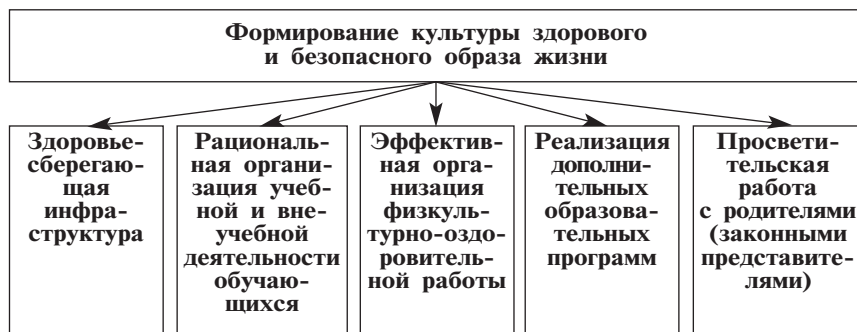 Формирование культуры здорового
и безопасного образа жизни
Здоровье-
сберегаю-
щая
инфра-
структура
Рациональ-
ная органи-
зация учеб-
ной и вне-
учебной
деятельности
обучаю-
щихся
Эффектив-
ная орга-
низация
физкуль-
турно-оздо-
ровитель-
ной работы
Реализация
дополни-
тельных
образова-
тельных
программ
Просвети-
тельская
работа
с родителями
(законными
представите-
лями)